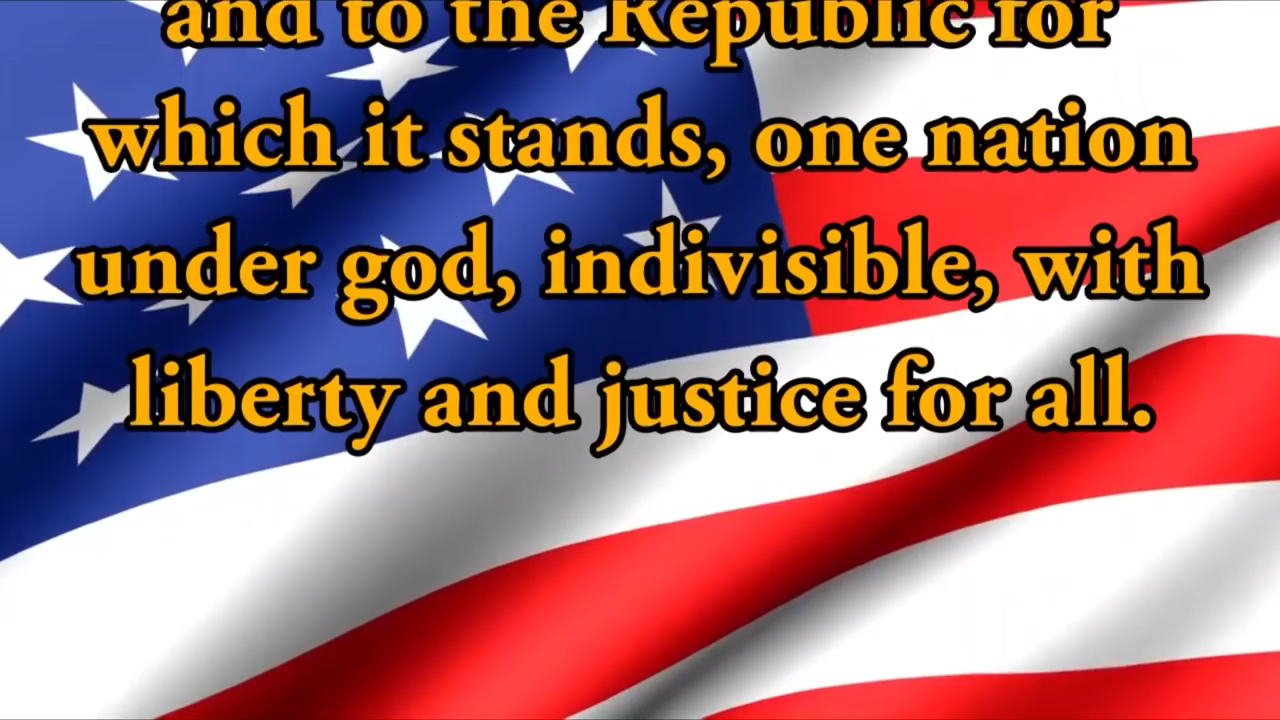 and to the Republic for
which it stands, one nation
under god, indivisible, with
liberty and justice for all.